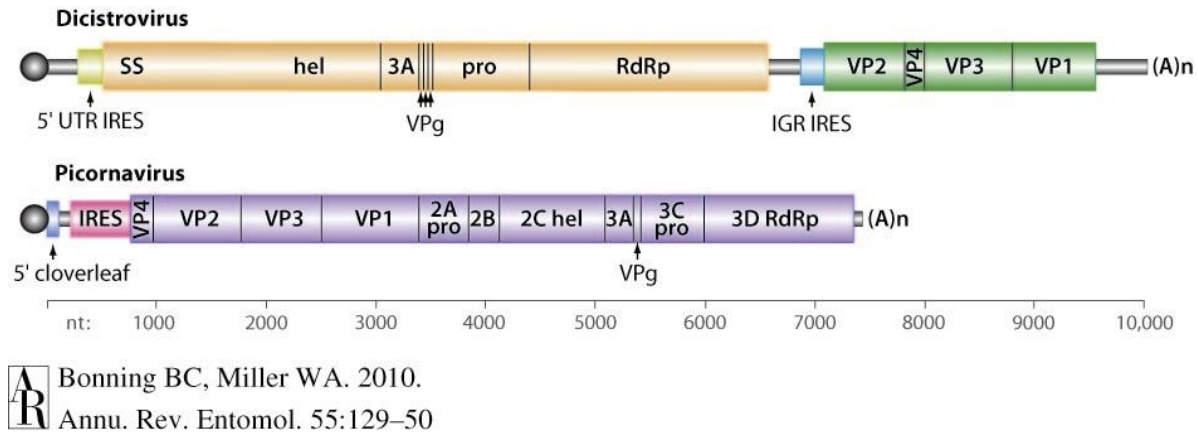 Dicistrovirus
SS hel 3A pro RdRp VP2 VP4 VP3 VP1 (A)n
5' UTR IRES VPg IGR IRES
Picornavirus
IRES VP4 VP2 VP3 VP1 2A pro 2B 2C hel 3A 3C pro 3D RdRp (A)n
5' cloverleaf VPg
nt: 1000 2000 3000 4000 5000 6000 7000 8000 9000 10,000
AR Bonning BC, Miller WA. 2010.
Annu. Rev. Entomol. 55:129–50